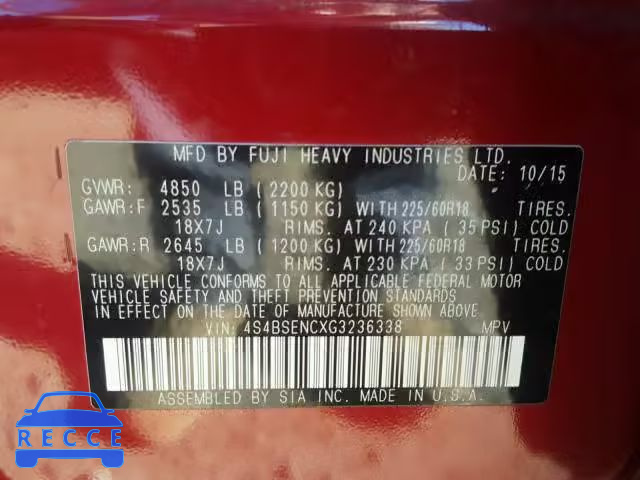 MFD BY FUJI HEAVY INDUSTRIES LTD.
DATE: 10/15
GVWR: 4850 LB (2200 KG)
GAWR:F 2535 LB (1150 KG) WITH 225/60R18 TIRES.
18X7J RIMS. AT 240 KPA (35 PSI) COLD
GAWR:R 2645 LB (1200 KG) WITH 225/60R18 TIRES.
18X7J RIMS. AT 230 KPA (33 PSI) COLD
THIS VEHICLE CONFORMS TO ALL APPLICABLE FEDERAL MOTOR
VEHICLE SAFETY AND THEFT PREVENTION STANDARDS
IN EFFECT ON THE DATE OF MANUFACTURE SHOWN ABOVE.
VIN: 4S4BSENCXG3236338 MPV
ASSEMBLED BY SIA INC. MADE IN U.S.A.
RECCE